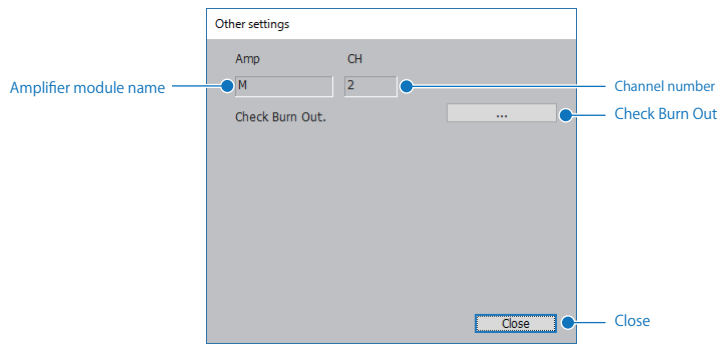 Other settings
Amp CH
Amplifier module name M 2 Channel number
Check Burn Out. ... Check Burn Out
Close Close